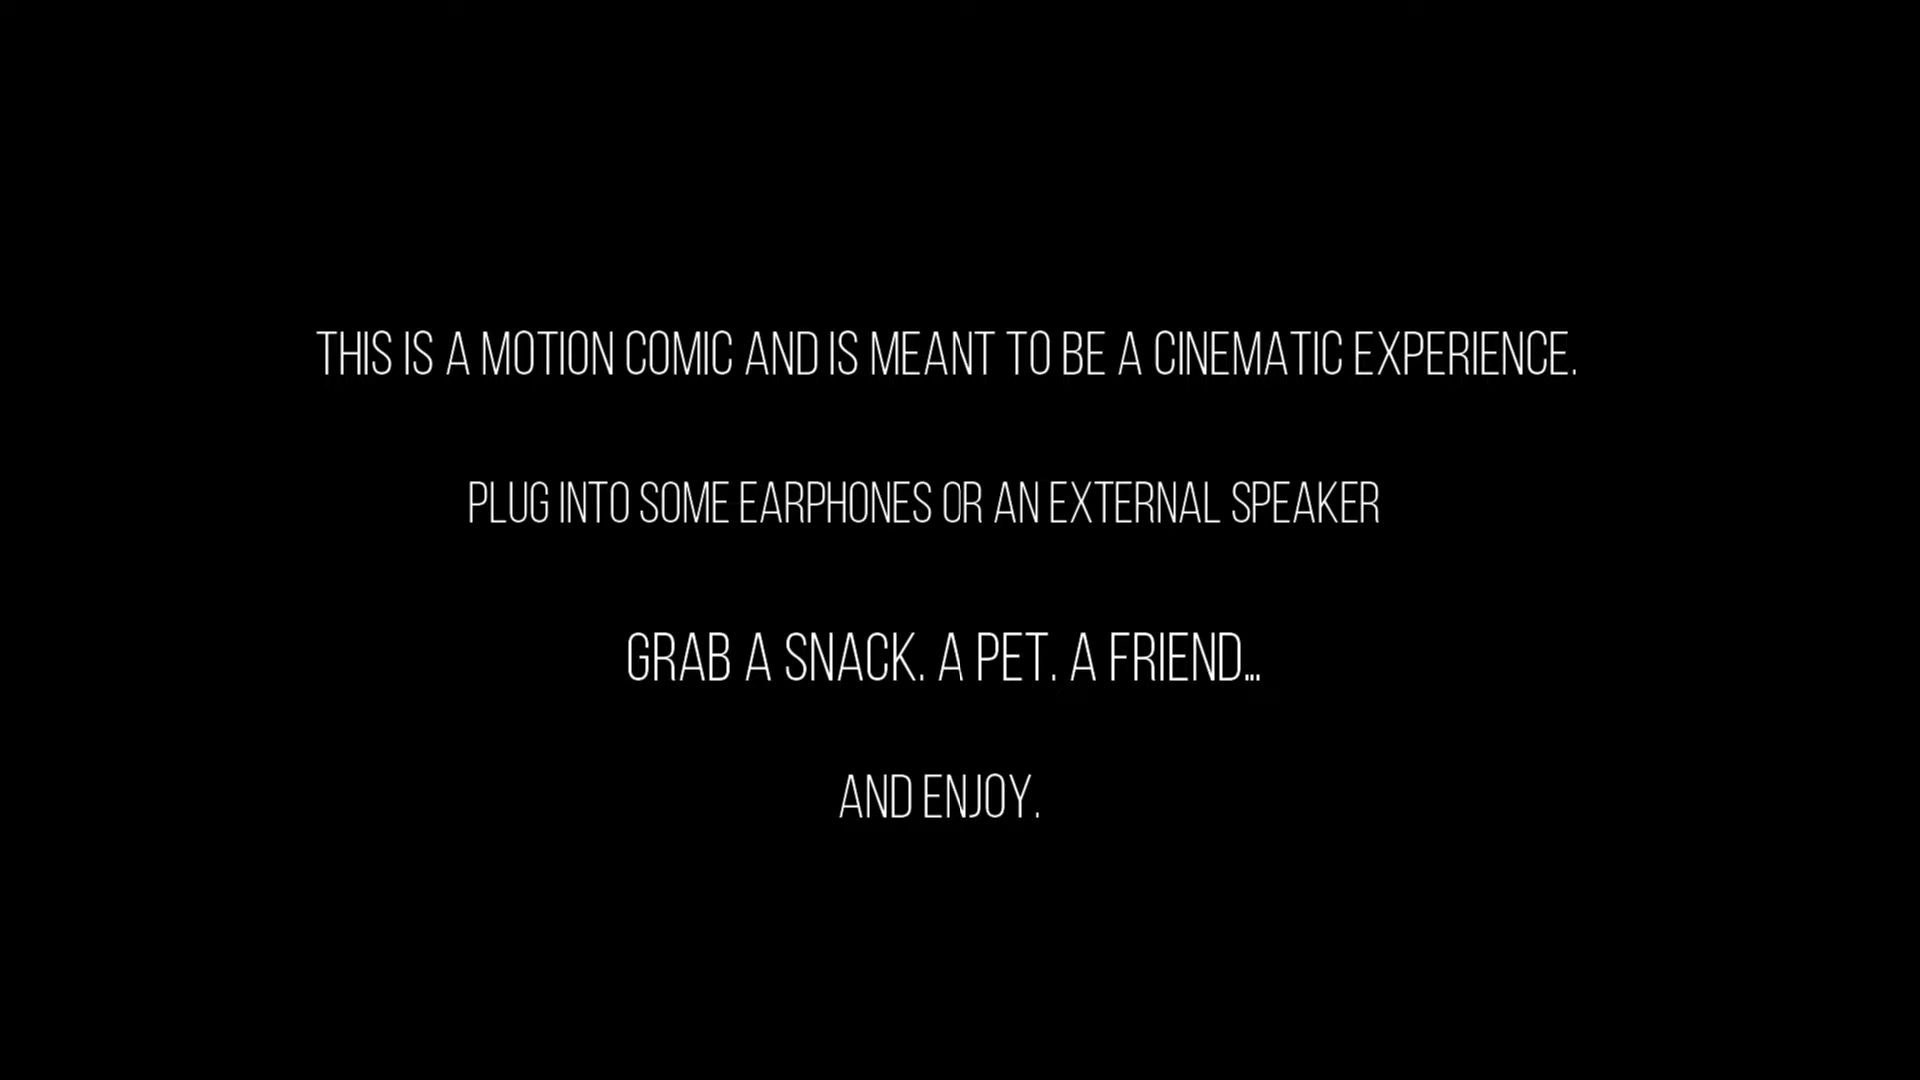 THIS IS A MOTION COMIC AND IS MEANT TO BE A CINEMATIC EXPERIENCE.
PLUG INTO SOME EARPHONES OR AN EXTERNAL SPEAKER
GRAB A SNACK. A PET. A FRIEND...
AND ENJOY.